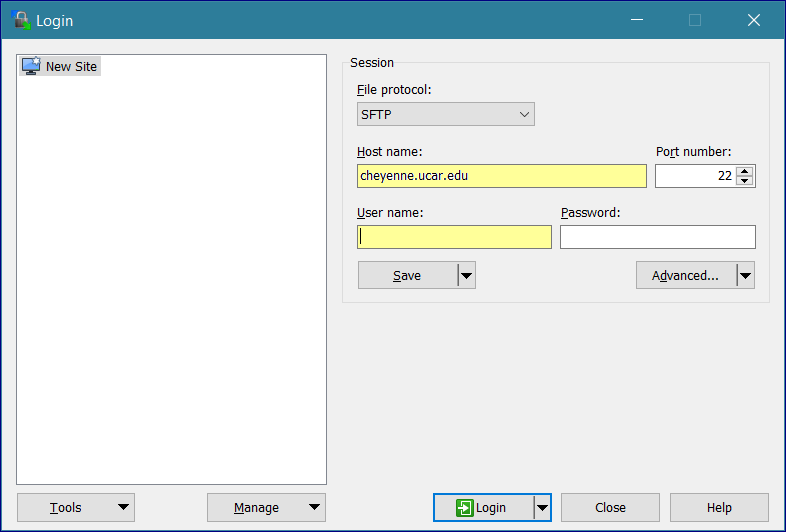 Login
New Site
Session
File protocol:
SFTP
Host name:
Port number:
cheyenne.ucar.edu
22
User name:
Password:
Save
Advanced...
Tools
Manage
Login
Close
Help